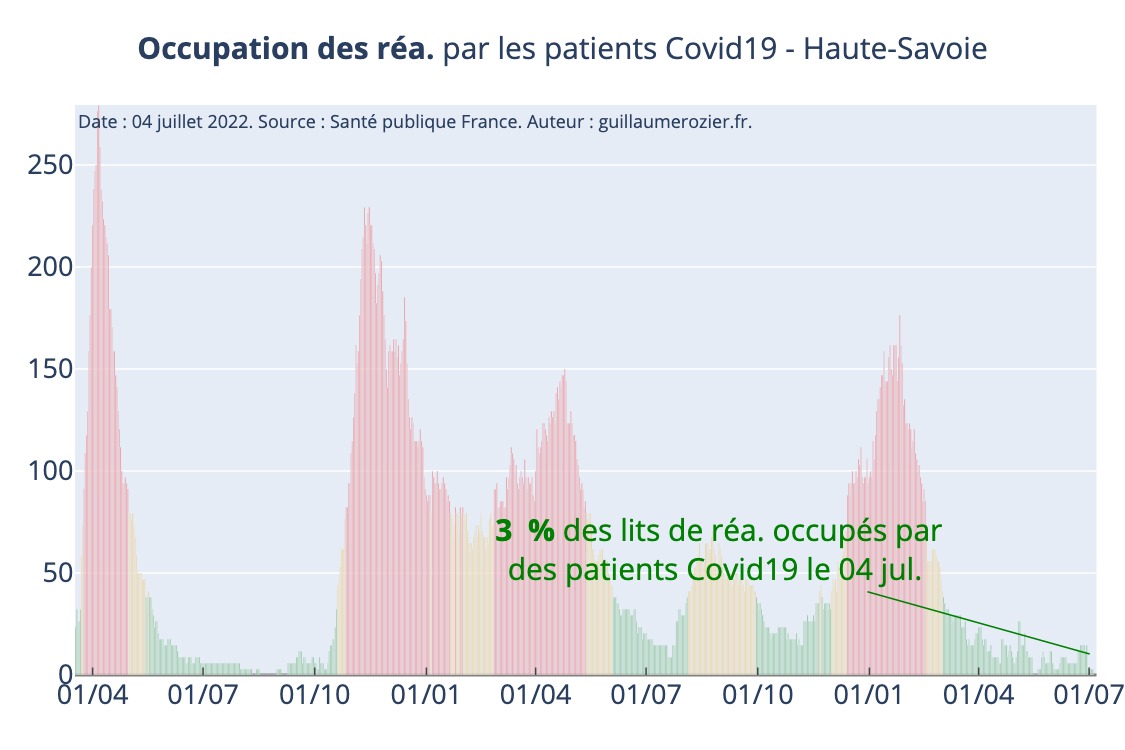 Occupation des réa. par les patients Covid19 - Haute-Savoie
Date : 04 juillet 2022. Source : Santé publique France. Auteur : guillaumerozier.fr.
250
200
150
100
3 % des lits de réa. occupés par
des patients Covid19 le 04 jul.
50
0
01/04 01/07 01/10 01/01 01/04 01/07 01/10 01/01 01/04 01/07